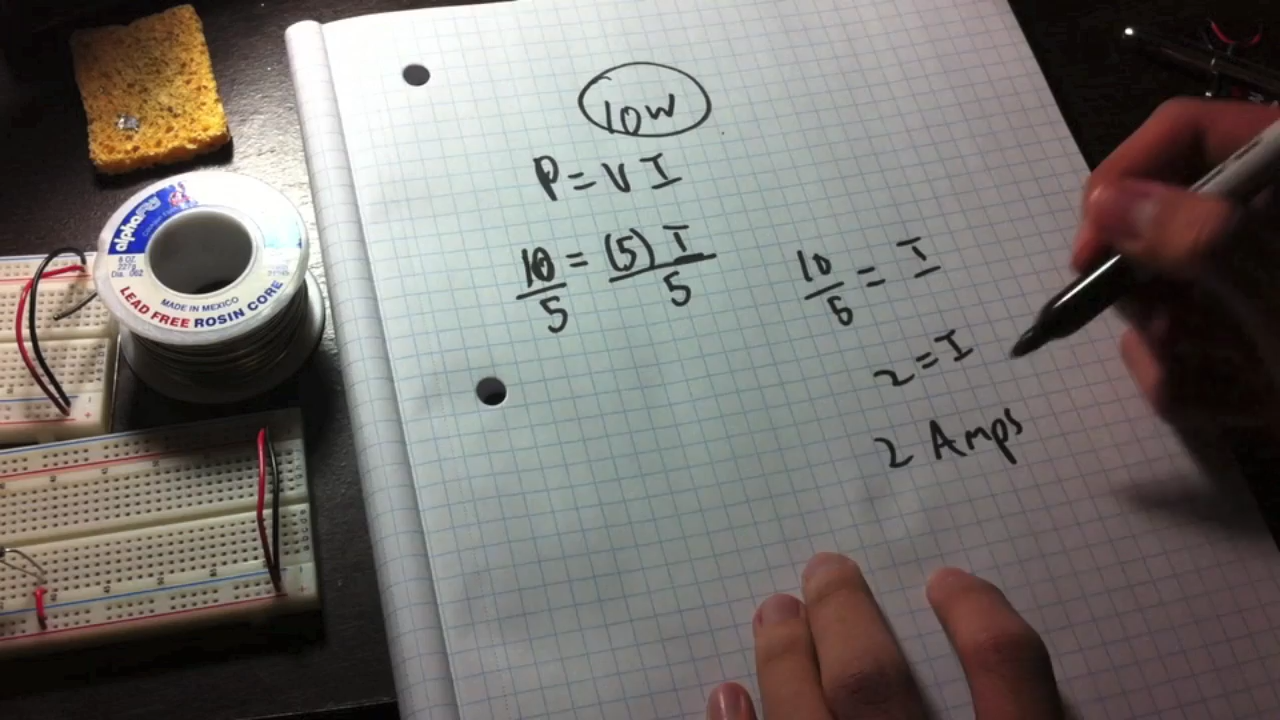 10W
P = V I
10/5 = (5) I/5
10/5 = I
2 = I
2 Amps
alpha
MADE IN MEXICO
LEAD FREE ROSIN CORE